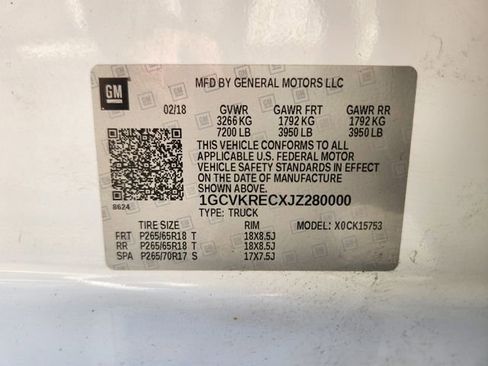 GM
MFD BY GENERAL MOTORS LLC
02/18 GVWR GAWR FRT GAWR RR
3266 KG 1792 KG 1792 KG
7200 LB 3950 LB 3950 LB
THIS VEHICLE CONFORMS TO ALL
APPLICABLE U.S. FEDERAL MOTOR
VEHICLE SAFETY STANDARDS IN EFFECT
ON THE DATE OF MANUFACTURE
SHOWN ABOVE.
1GCVKRECXJZ280000
8624 TYPE: TRUCK
TIRE SIZE RIM MODEL: X0CK15753
FRT P265/65R18 T 18X8.5J
RR P265/65R18 T 18X8.5J
SPA P265/70R17 S 17X7.5J